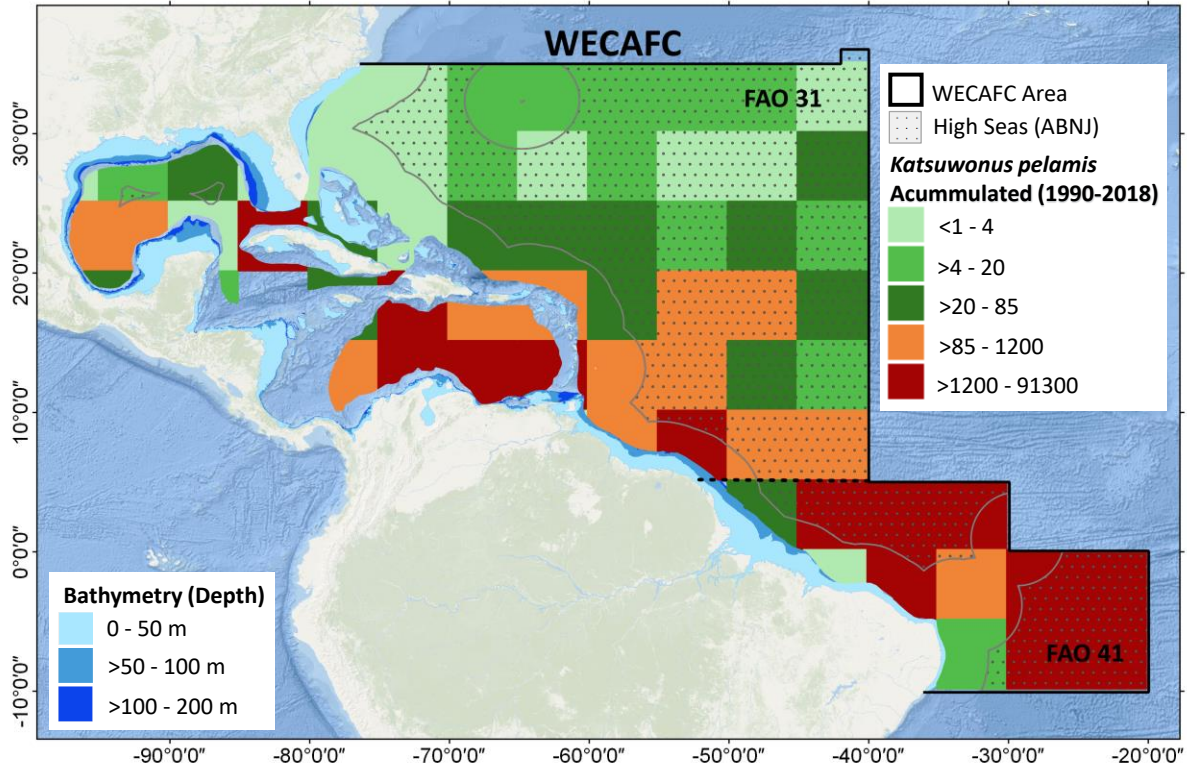 WECAFC
FAO 31
WECAFC Area
High Seas (ABNJ)
Katsuwonus pelamis
Acummulated (1990-2018)
<1 - 4
>4 - 20
>20 - 85
>85 - 1200
>1200 - 91300
30°0'0"
20°0'0"
10°0'0"
0°0'0"
-10°0'0"
Bathymetry (Depth)
0 - 50 m
>50 - 100 m
>100 - 200 m
FAO 41
-90°0'0"
-80°0'0"
-70°0'0"
-60°0'0"
-50°0'0"
-40°0'0"
-30°0'0"
-20°0'0"